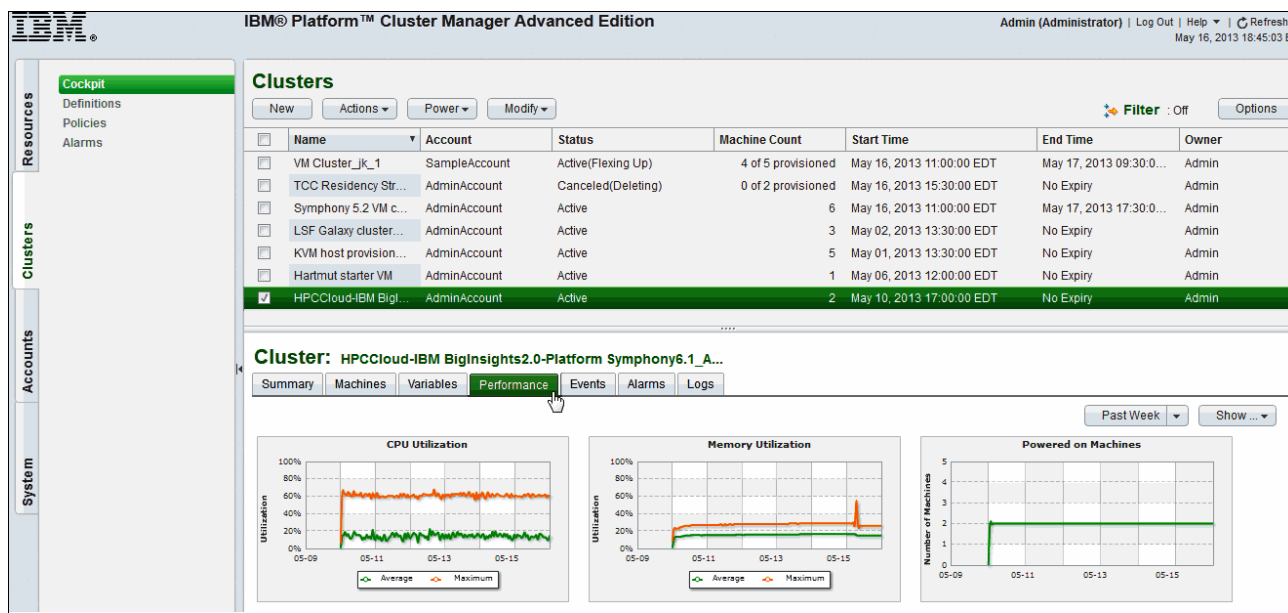 IBM®
IBM® Platform™ Cluster Manager Advanced Edition
Admin (Administrator) | Log Out | Help | Refresh
May 16, 2013 18:45:03 E
Resources
Clusters
Accounts
System
Cockpit
Definitions
Policies
Alarms
Clusters
New Actions Power Modify Filter : Off Options
Name Account Status Machine Count Start Time End Time Owner
VM Cluster_jk_1 SampleAccount Active(Flexing Up) 4 of 5 provisioned May 16, 2013 11:00:00 EDT May 17, 2013 09:30:0... Admin
TCC Residency Str... AdminAccount Canceled(Deleting) 0 of 2 provisioned May 16, 2013 15:30:00 EDT No Expiry Admin
Symphony 5.2 VM c... AdminAccount Active 6 May 16, 2013 11:00:00 EDT May 17, 2013 17:30:0... Admin
LSF Galaxy cluster... AdminAccount Active 3 May 02, 2013 13:30:00 EDT No Expiry Admin
KVM host provision... AdminAccount Active 5 May 01, 2013 13:30:00 EDT No Expiry Admin
Hartmut starter VM AdminAccount Active 1 May 06, 2013 12:00:00 EDT No Expiry Admin
HPCCloud-IBM BigI... AdminAccount Active 2 May 10, 2013 17:00:00 EDT No Expiry Admin
Cluster: HPCCloud-IBM BigInsights2.0-Platform Symphony6.1_A...
Summary Machines Variables Performance Events Alarms Logs
Past Week Show ...
CPU Utilization
Utilization
100%
80%
60%
40%
20%
0%
05-09 05-11 05-13 05-15
Average Maximum
Memory Utilization
Utilization
100%
80%
60%
40%
20%
0%
05-09 05-11 05-13 05-15
Average Maximum
Powered on Machines
Number of Machines
5
4
3
2
1
0
05-09 05-11 05-13 05-15